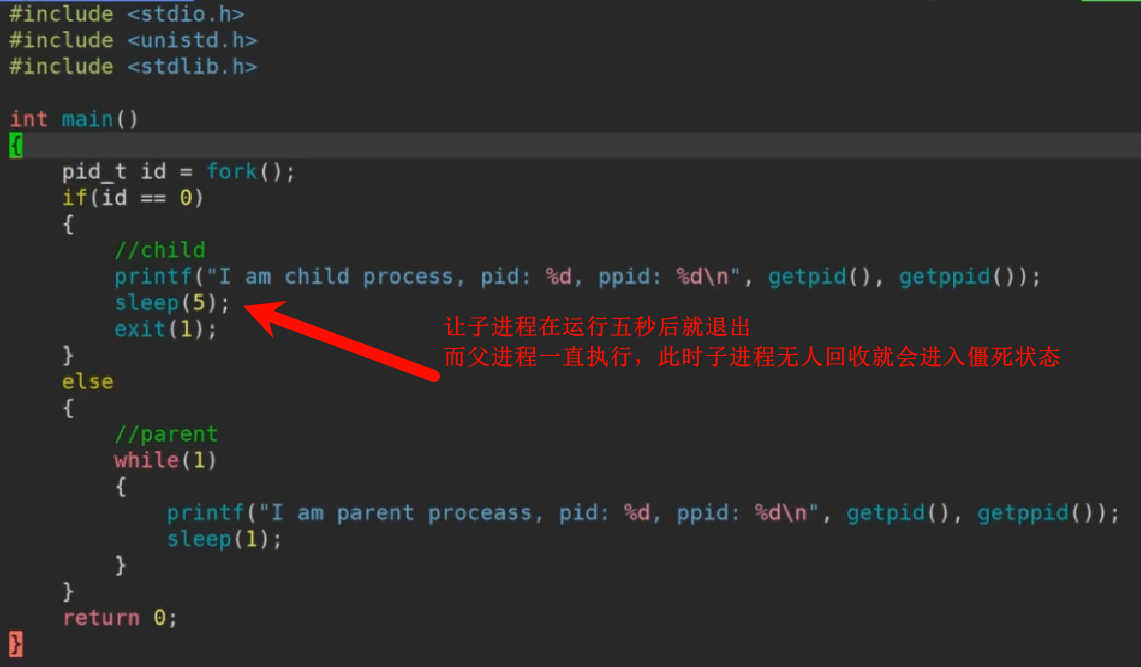 #include <stdio.h>
#include <unistd.h>
#include <stdlib.h>
int main()
{
    pid_t id = fork();
    if(id == 0)
    {
        //child
        printf("I am child process, pid: %d, ppid: %d\n", getpid(), getppid());
        sleep(5);
        exit(1);
让子进程在运行五秒后就退出
而父进程一直执行，此时子进程无人回收就会进入僵死状态
    }
    else
    {
        //parent
        while(1)
        {
            printf("I am parent proceass, pid: %d, ppid: %d\n", getpid(), getppid());
            sleep(1);
        }
    }
    return 0;
}